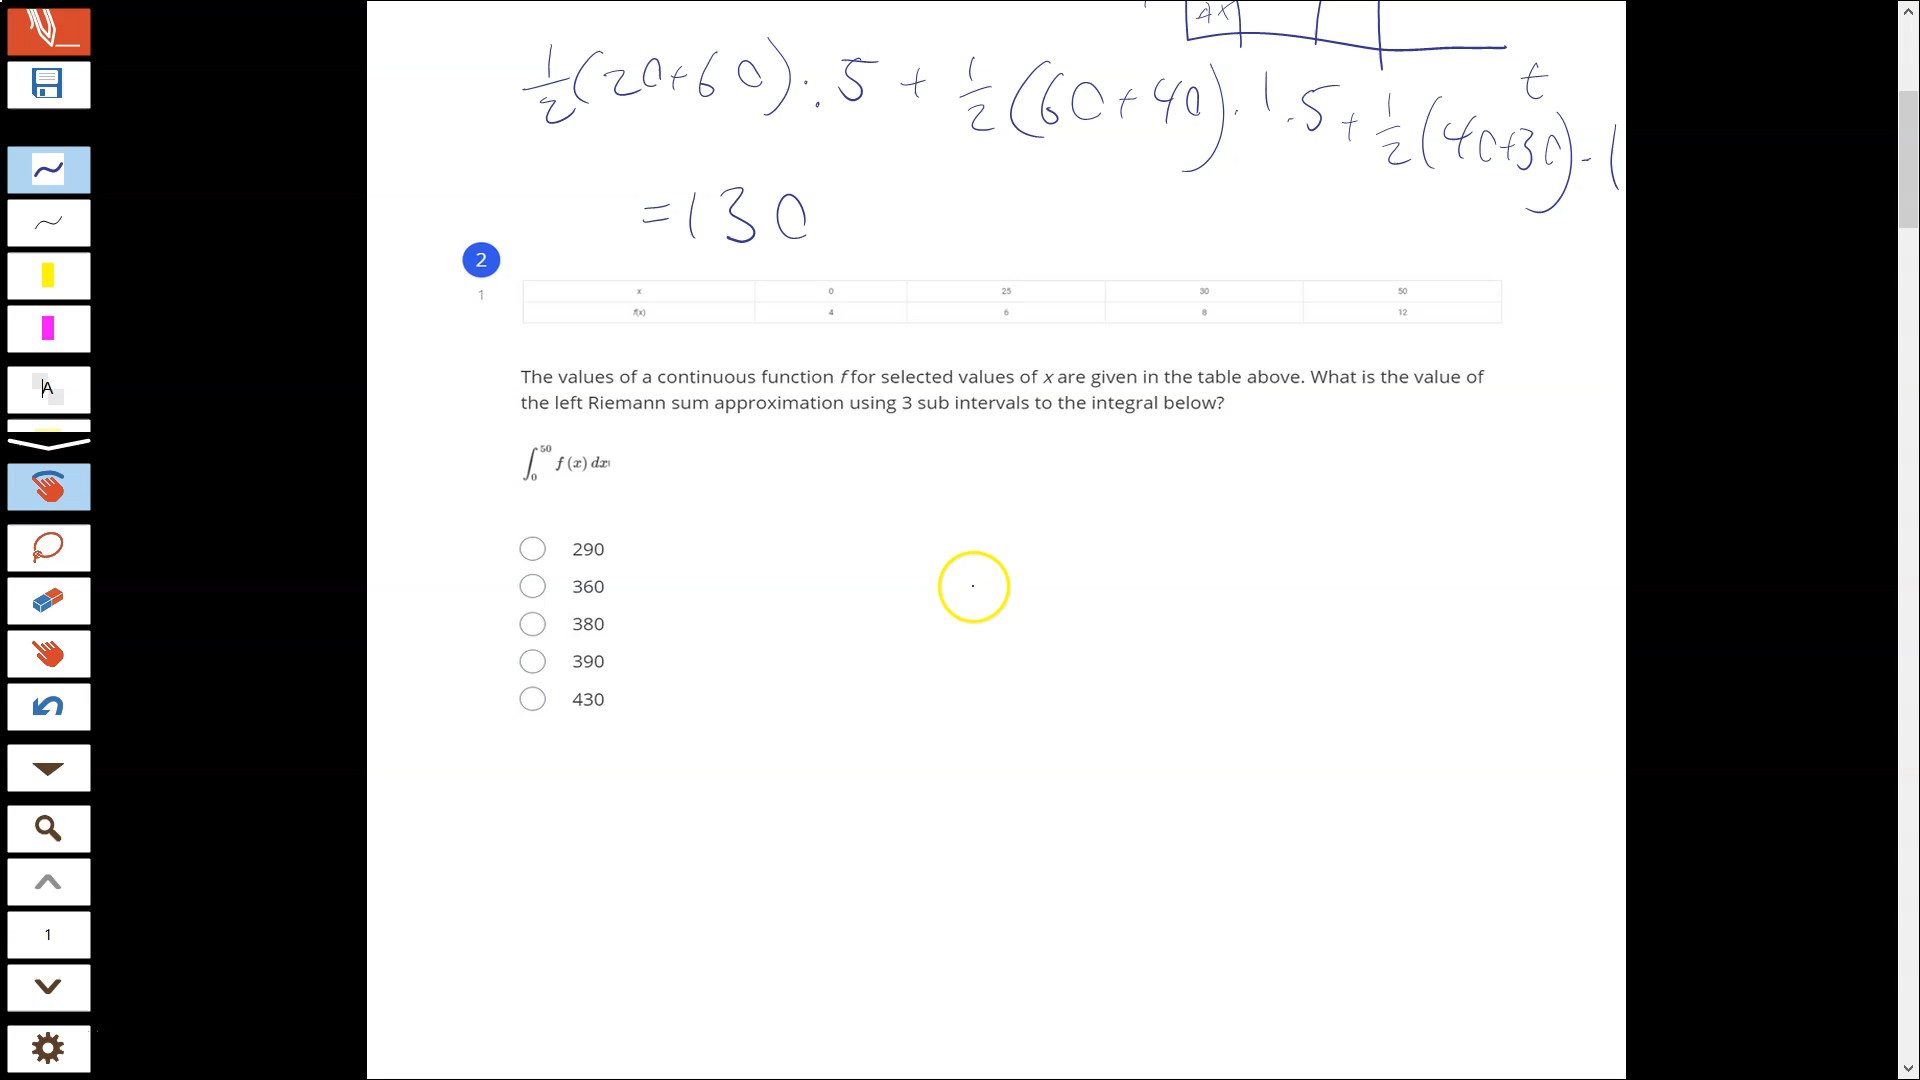 Δx
1/2(20+60)·.5 + 1/2(60+40)·1.5 + 1/2(40+30)·(
t
=130
2
1
x 0 25 30 50
f(x) 4 6 8 12
The values of a continuous function f for selected values of x are given in the table above. What is the value of
the left Riemann sum approximation using 3 sub intervals to the integral below?
∫₀⁵⁰ f (x) dx
290
360
380
390
430
A
1